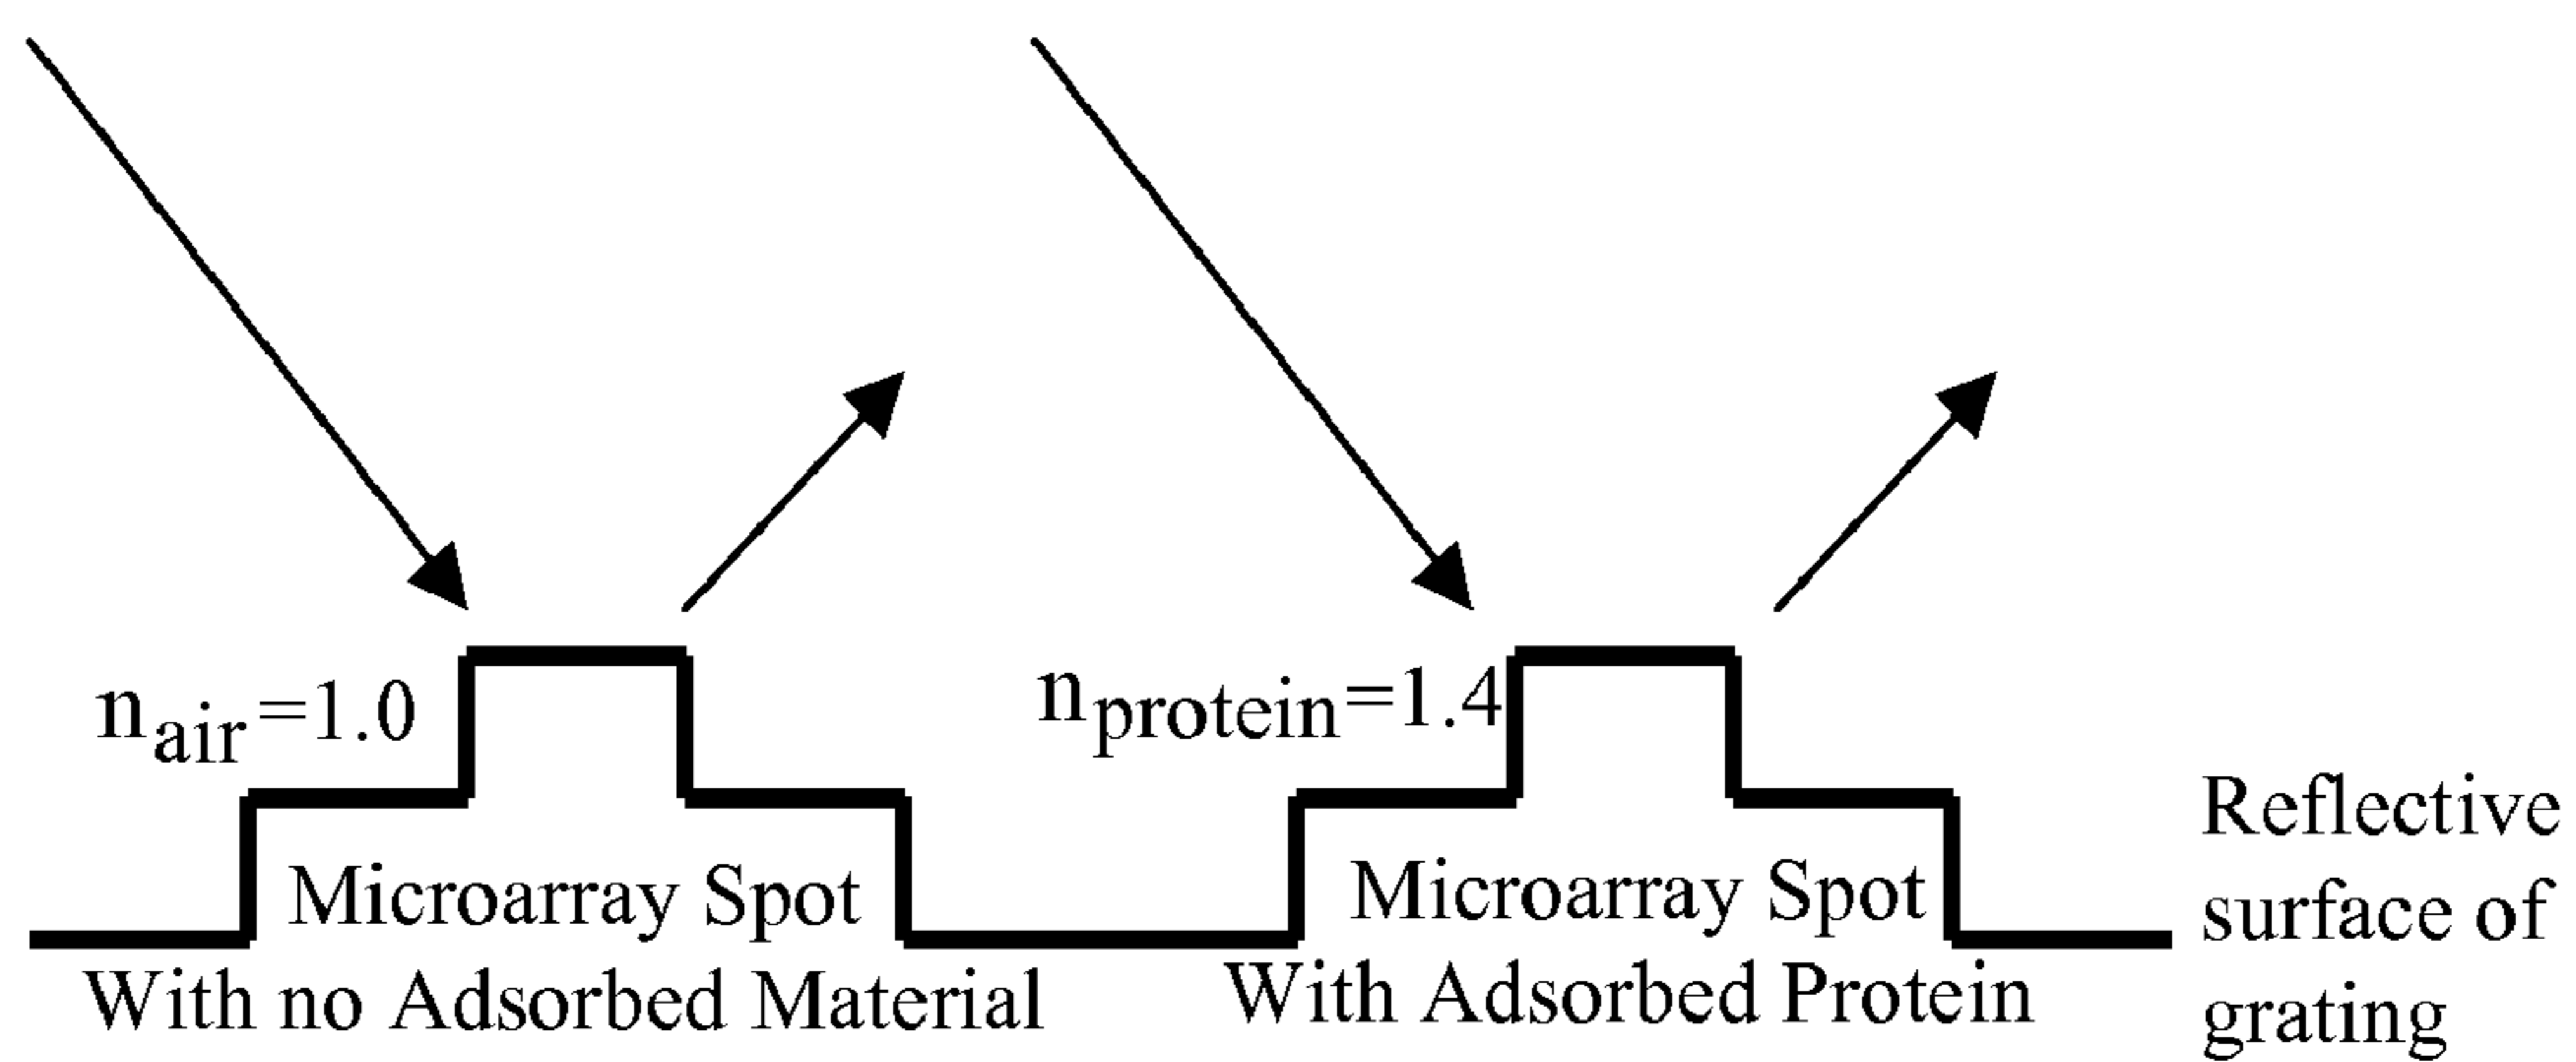 n_air=1.0
n_protein=1.4
Microarray Spot
With no Adsorbed Material
Microarray Spot
With Adsorbed Protein
Reflective
surface of
grating